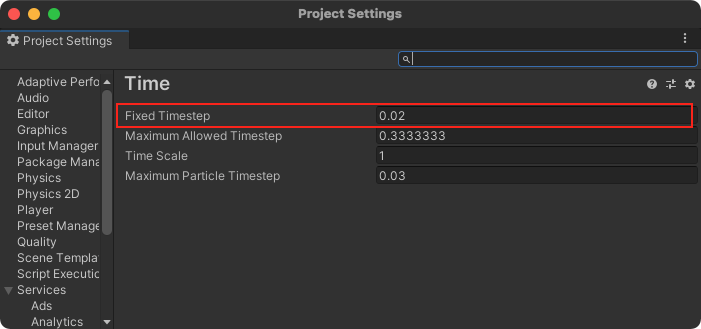 Project Settings
Project Settings
Adaptive Perfo
Audio
Editor
Graphics
Input Manager
Package Mana
Physics
Physics 2D
Player
Preset Manage
Quality
Scene Templa
Script Executio
Services
Ads
Analytics
Time
Fixed Timestep 0.02
Maximum Allowed Timestep 0.3333333
Time Scale 1
Maximum Particle Timestep 0.03